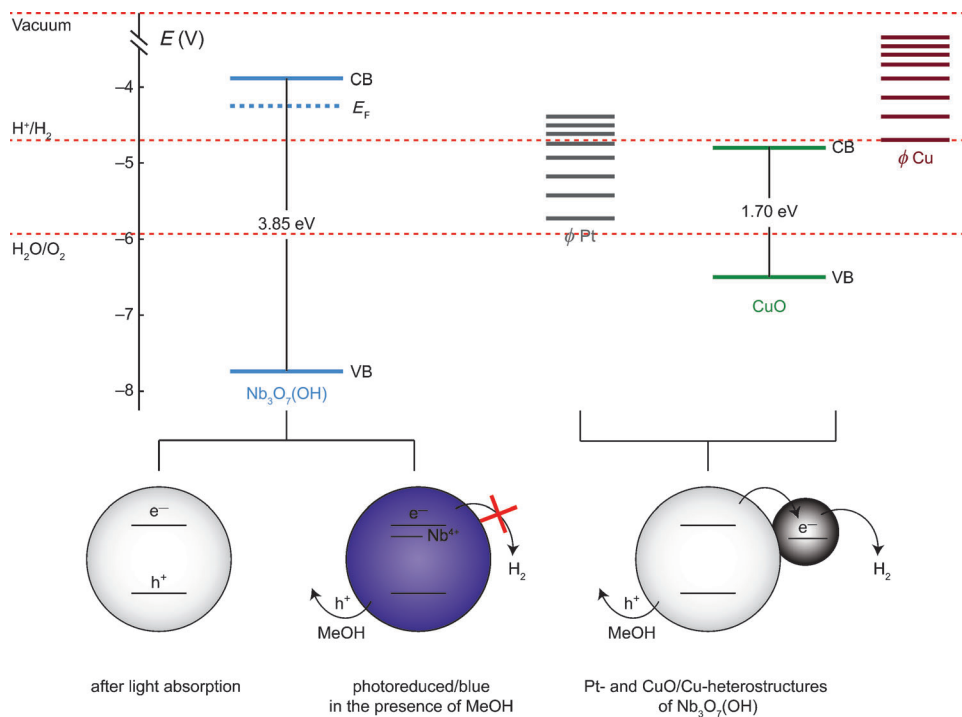 Vacuum
E (V)
–4
CB
E_F
H⁺/H₂
–5
CB
ϕ Cu
3.85 eV
1.70 eV
–6
ϕ Pt
H₂O/O₂
VB
CuO
–7
VB
–8
Nb₃O₇(OH)
e—
h⁺
e—
Nb⁴⁺
H₂
h⁺
MeOH
e—
H₂
h⁺
MeOH
after light absorption
photoreduced/blue
in the presence of MeOH
Pt- and CuO/Cu-heterostructures
of Nb₃O₇(OH)